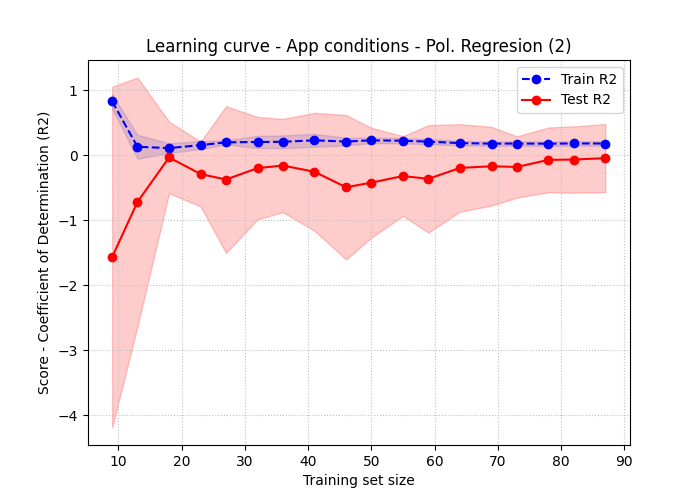 Learning curve - App conditions - Pol. Regresion (2)
Train R2
Test R2
Score - Coefficient of Determination (R2)
1
0
−1
−2
−3
−4
10 20 30 40 50 60 70 80 90
Training set size